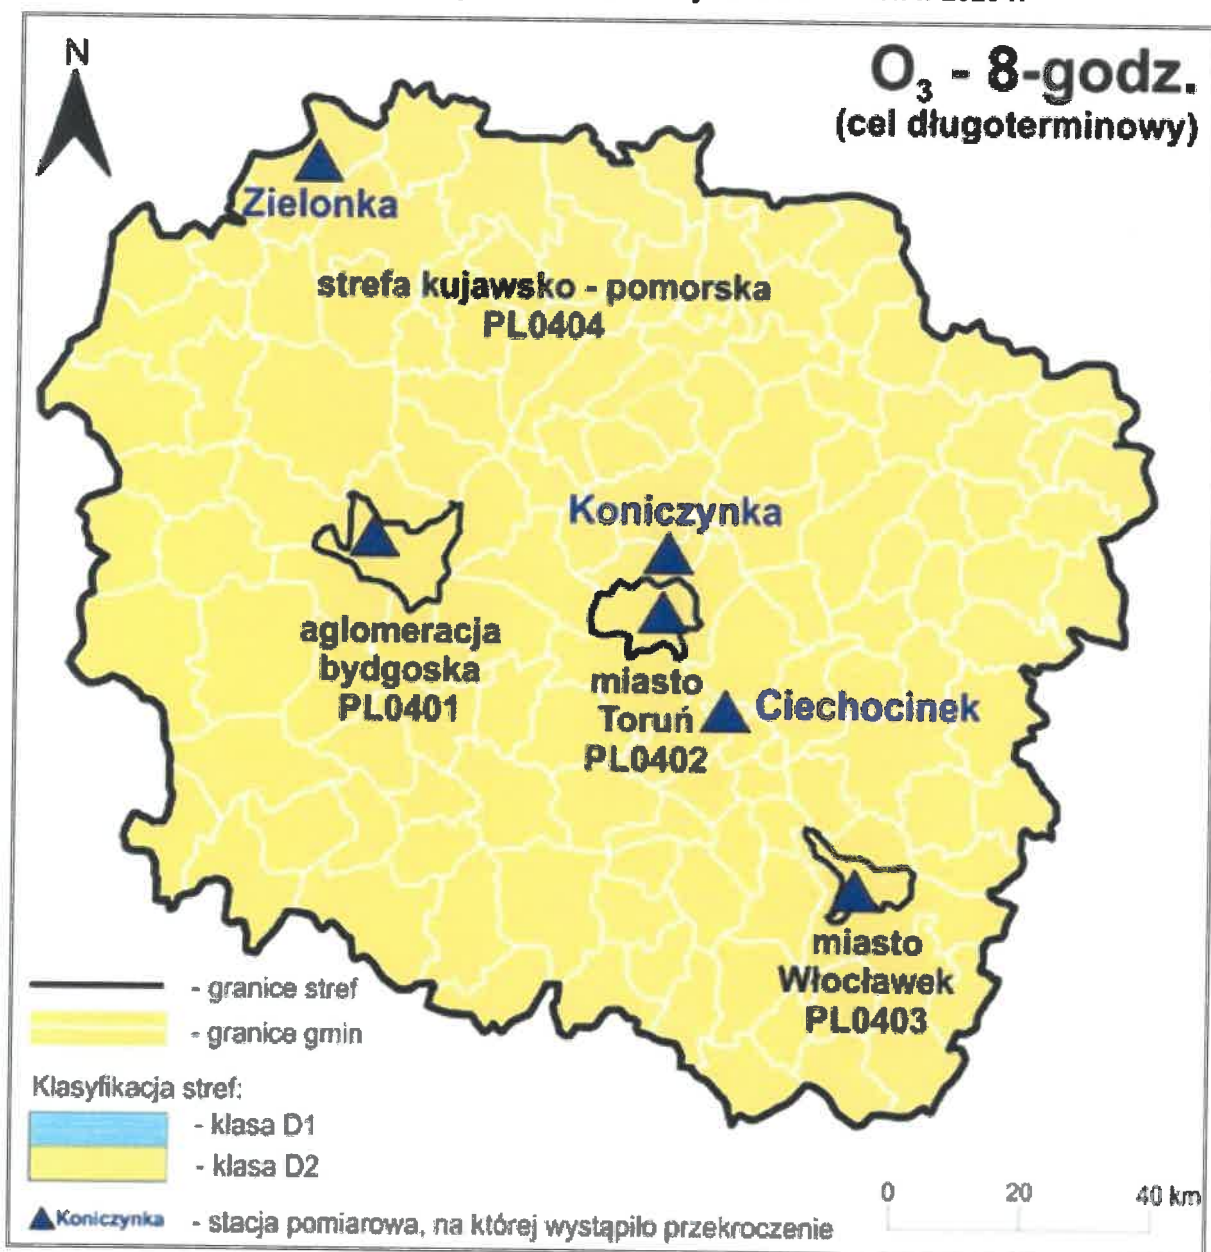 N
O₃ - 8-godz.
(cel długoterminowy)
Zielonka
strefa kujawsko - pomorska
PL0404
Koniczynka
aglomeracja
bydgoska
PL0401
miasto
Toruń
PL0402
Ciechocinek
miasto
Włocławek
PL0403
- granice stref
- granice gmin
Klasyfikacja stref:
- klasa D1
- klasa D2
Koniczynka - stacja pomiarowa, na której wystąpiło przekroczenie
0 20 40 km